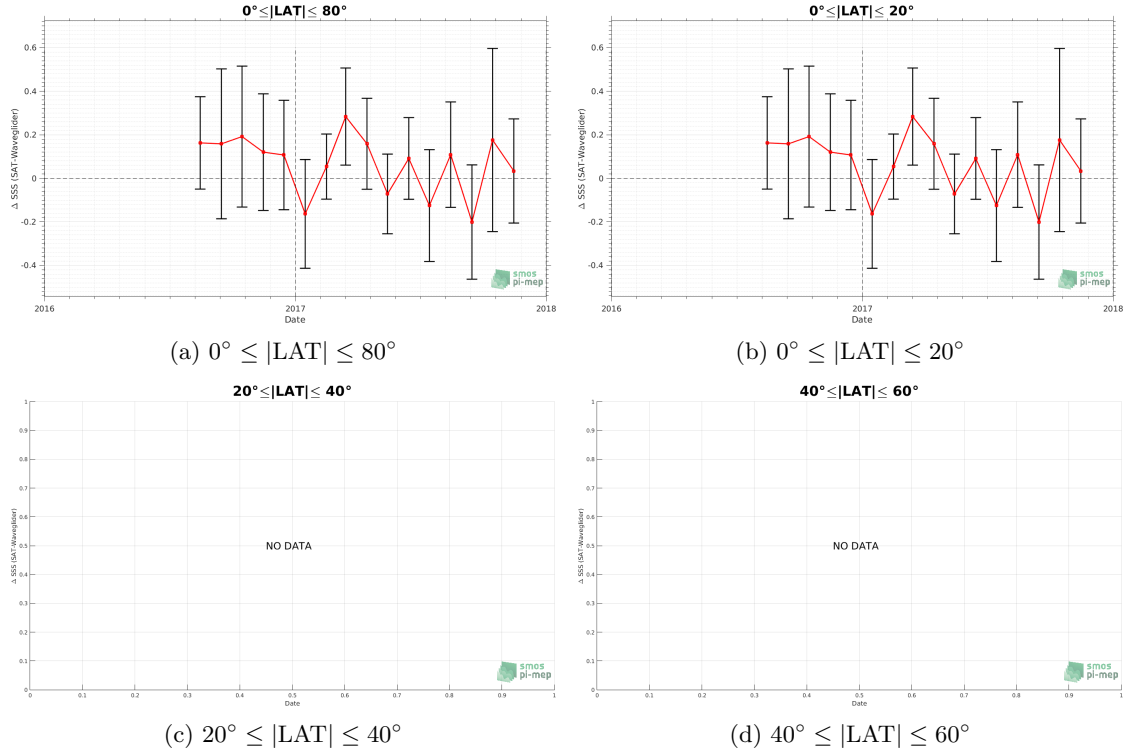 0°≤|LAT|≤ 80°
Δ SSS (SAT-Waveglider)
0.6
0.4
0.2
0
-0.2
-0.4
2016
2017
2018
Date
smos
pi-mep
(a) 0° ≤ |LAT| ≤ 80°
0°≤|LAT|≤ 20°
Δ SSS (SAT-Waveglider)
0.6
0.4
0.2
0
-0.2
-0.4
2016
2017
2018
Date
smos
pi-mep
(b) 0° ≤ |LAT| ≤ 20°
20°≤|LAT|≤ 40°
Δ SSS (SAT-Waveglider)
1
0.9
0.8
0.7
0.6
0.5
0.4
0.3
0.2
0.1
0
NO DATA
0 0.1 0.2 0.3 0.4 0.5 0.6 0.7 0.8 0.9 1
Date
smos
pi-mep
(c) 20° ≤ |LAT| ≤ 40°
40°≤|LAT|≤ 60°
Δ SSS (SAT-Waveglider)
1
0.9
0.8
0.7
0.6
0.5
0.4
0.3
0.2
0.1
0
NO DATA
0 0.1 0.2 0.3 0.4 0.5 0.6 0.7 0.8 0.9 1
Date
smos
pi-mep
(d) 40° ≤ |LAT| ≤ 60°